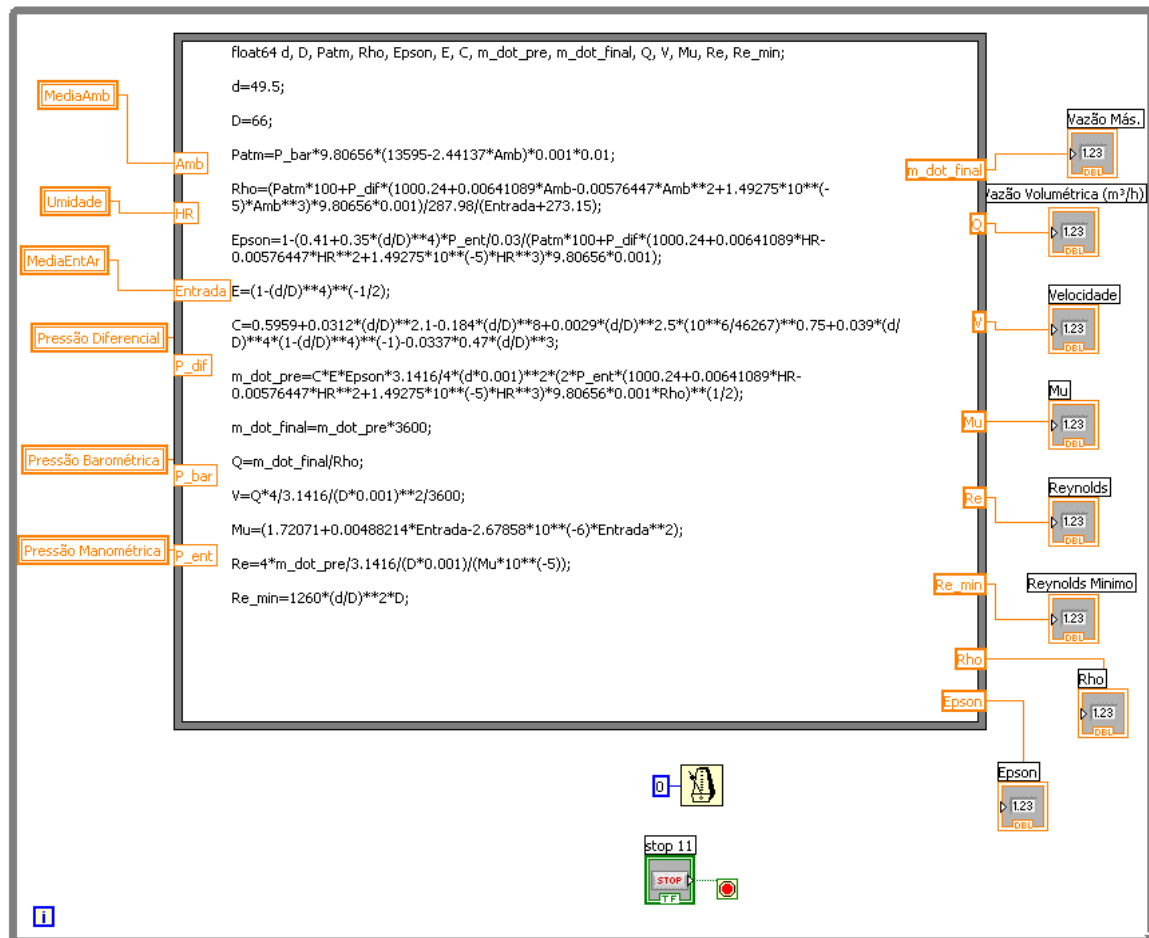 float64 d, D, Patm, Rho, Epson, E, C, m_dot_pre, m_dot_final, Q, V, Mu, Re, Re_min;
d=49.5;
D=66;
Patm=P_bar*9.80656*(13595-2.44137*Amb)*0.001*0.01;
Rho=(Patm*100+P_dif*(1000.24+0.00641089*Amb-0.00576447*Amb**2+1.49275*10**(-
5)*Amb**3)*9.80656*0.001)/287.98/(Entrada+273.15);
Epson=1-(0.41+0.35*(d/D)**4)*P_ent/0.03/(Patm*100+P_dif*(1000.24+0.00641089*HR-
0.00576447*HR**2+1.49275*10**(-5)*HR**3)*9.80656*0.001);
E=(1-(d/D)**4)**(-1/2);
C=0.5959+0.0312*(d/D)**2.1-0.184*(d/D)**8+0.0029*(d/D)**2.5*(10**6/46267)**0.75+0.039*(d/
D)**4*(1-(d/D)**4)**(-1)-0.0337*0.47*(d/D)**3;
m_dot_pre=C*E*Epson*3.1416/4*(d*0.001)**2*(2*P_ent*(1000.24+0.00641089*HR-
0.00576447*HR**2+1.49275*10**(-5)*HR**3)*9.80656*0.001*Rho)**(1/2);
m_dot_final=m_dot_pre*3600;
Q=m_dot_final/Rho;
V=Q*4/3.1416/(D*0.001)**2/3600;
Mu=(1.72071+0.00488214*Entrada-2.67858*10**(-6)*Entrada**2);
Re=4*m_dot_pre/3.1416/(D*0.001)/(Mu*10**(-5));
Re_min=1260*(d/D)**2*D;
MediaAmb
Amb
Umidade
HR
MediaEntAr
Entrada
Pressão Diferencial
P_dif
Pressão Barométrica
P_bar
Pressão Manométrica
P_ent
m_dot_final
Vazão Más.
1.23
DBL
Q
Vazão Volumétrica (m³/h)
1.23
DBL
V
Velocidade
1.23
DBL
Mu
Mu
1.23
DBL
Re
Reynolds
1.23
DBL
Re_min
Reynolds Minimo
1.23
DBL
Rho
Rho
1.23
DBL
Epson
Epson
1.23
DBL
0
stop 11
STOP
TF
i